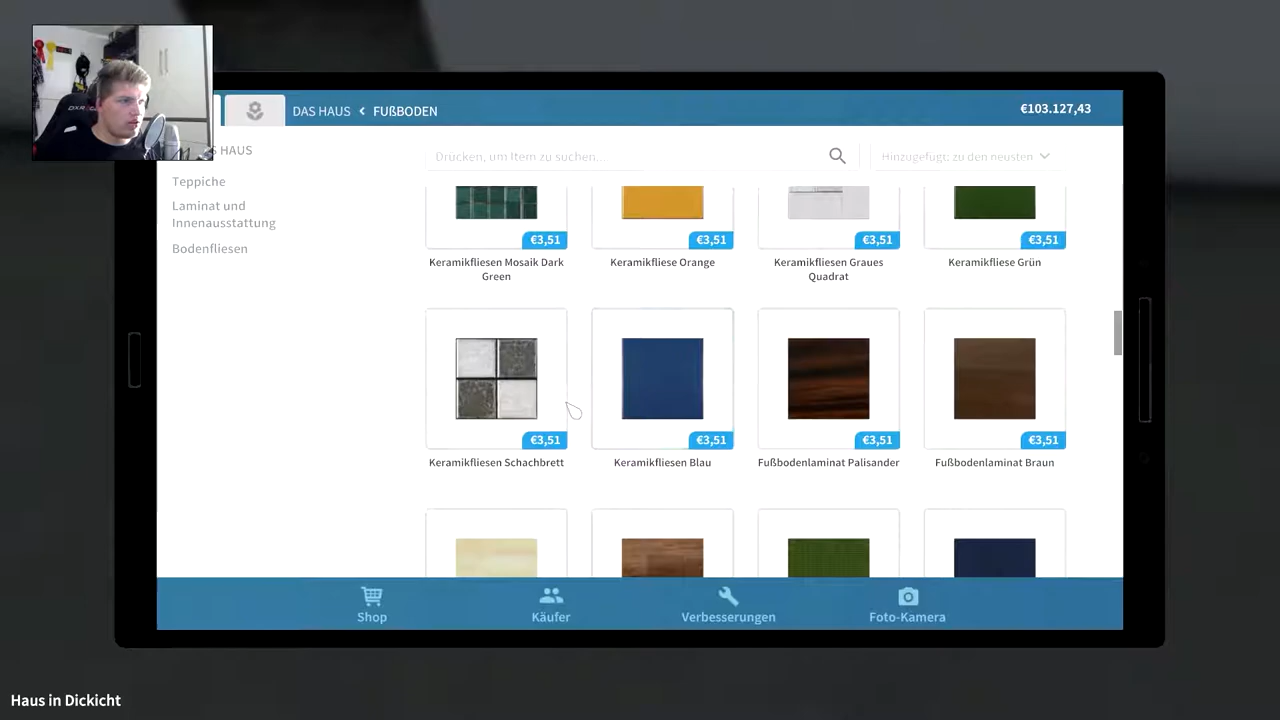 DAS HAUS < FUẞBODEN
€103.127,43
HAUS
Drücken, um Item zu suchen...
Hinzugefügt: zu den neusten
Teppiche
Laminat und
Innenausstattung
Bodenfliesen
€3,51
€3,51
€3,51
€3,51
Keramikfliesen Mosaik Dark
Green
Keramikfliese Orange
Keramikfliesen Graues
Quadrat
Keramikfliese Grün
€3,51
€3,51
€3,51
€3,51
Keramikfliesen Schachbrett
Keramikfliesen Blau
Fußbodenlaminat Palisander
Fußbodenlaminat Braun
Shop
Käufer
Verbesserungen
Foto-Kamera
Haus in Dickicht